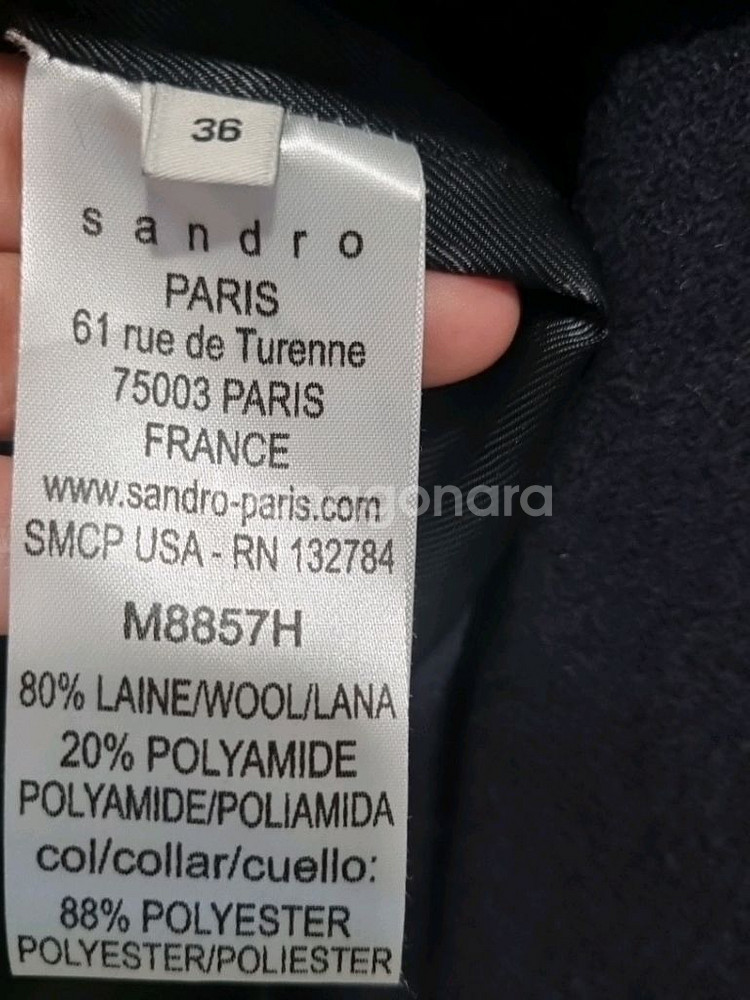 36
sandro
PARIS
61 rue de Turenne
75003 PARIS
FRANCE
www.sandro-paris.com
SMCP USA - RN 132784
M8857H
80% LAINE/WOOL/LANA
20% POLYAMIDE
POLYAMIDE/POLIAMIDA
col/collar/cuello:
88% POLYESTER
POLYESTER/POLIESTER